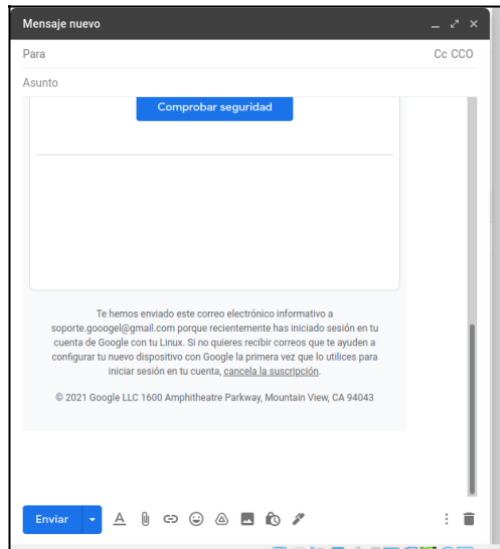 Mensaje nuevo
Para Cc CCO
Asunto
Comprobar seguridad
Te hemos enviado este correo electrónico informativo a
soporte.gooogel@gmail.com porque recientemente has iniciado sesión en tu
cuenta de Google con tu Linux. Si no quieres recibir correos que te ayuden a
configurar tu nuevo dispositivo con Google la primera vez que lo utilices para
iniciar sesión en tu cuenta, cancela la suscripción.
© 2021 Google LLC 1600 Amphitheatre Parkway, Mountain View, CA 94043
Enviar